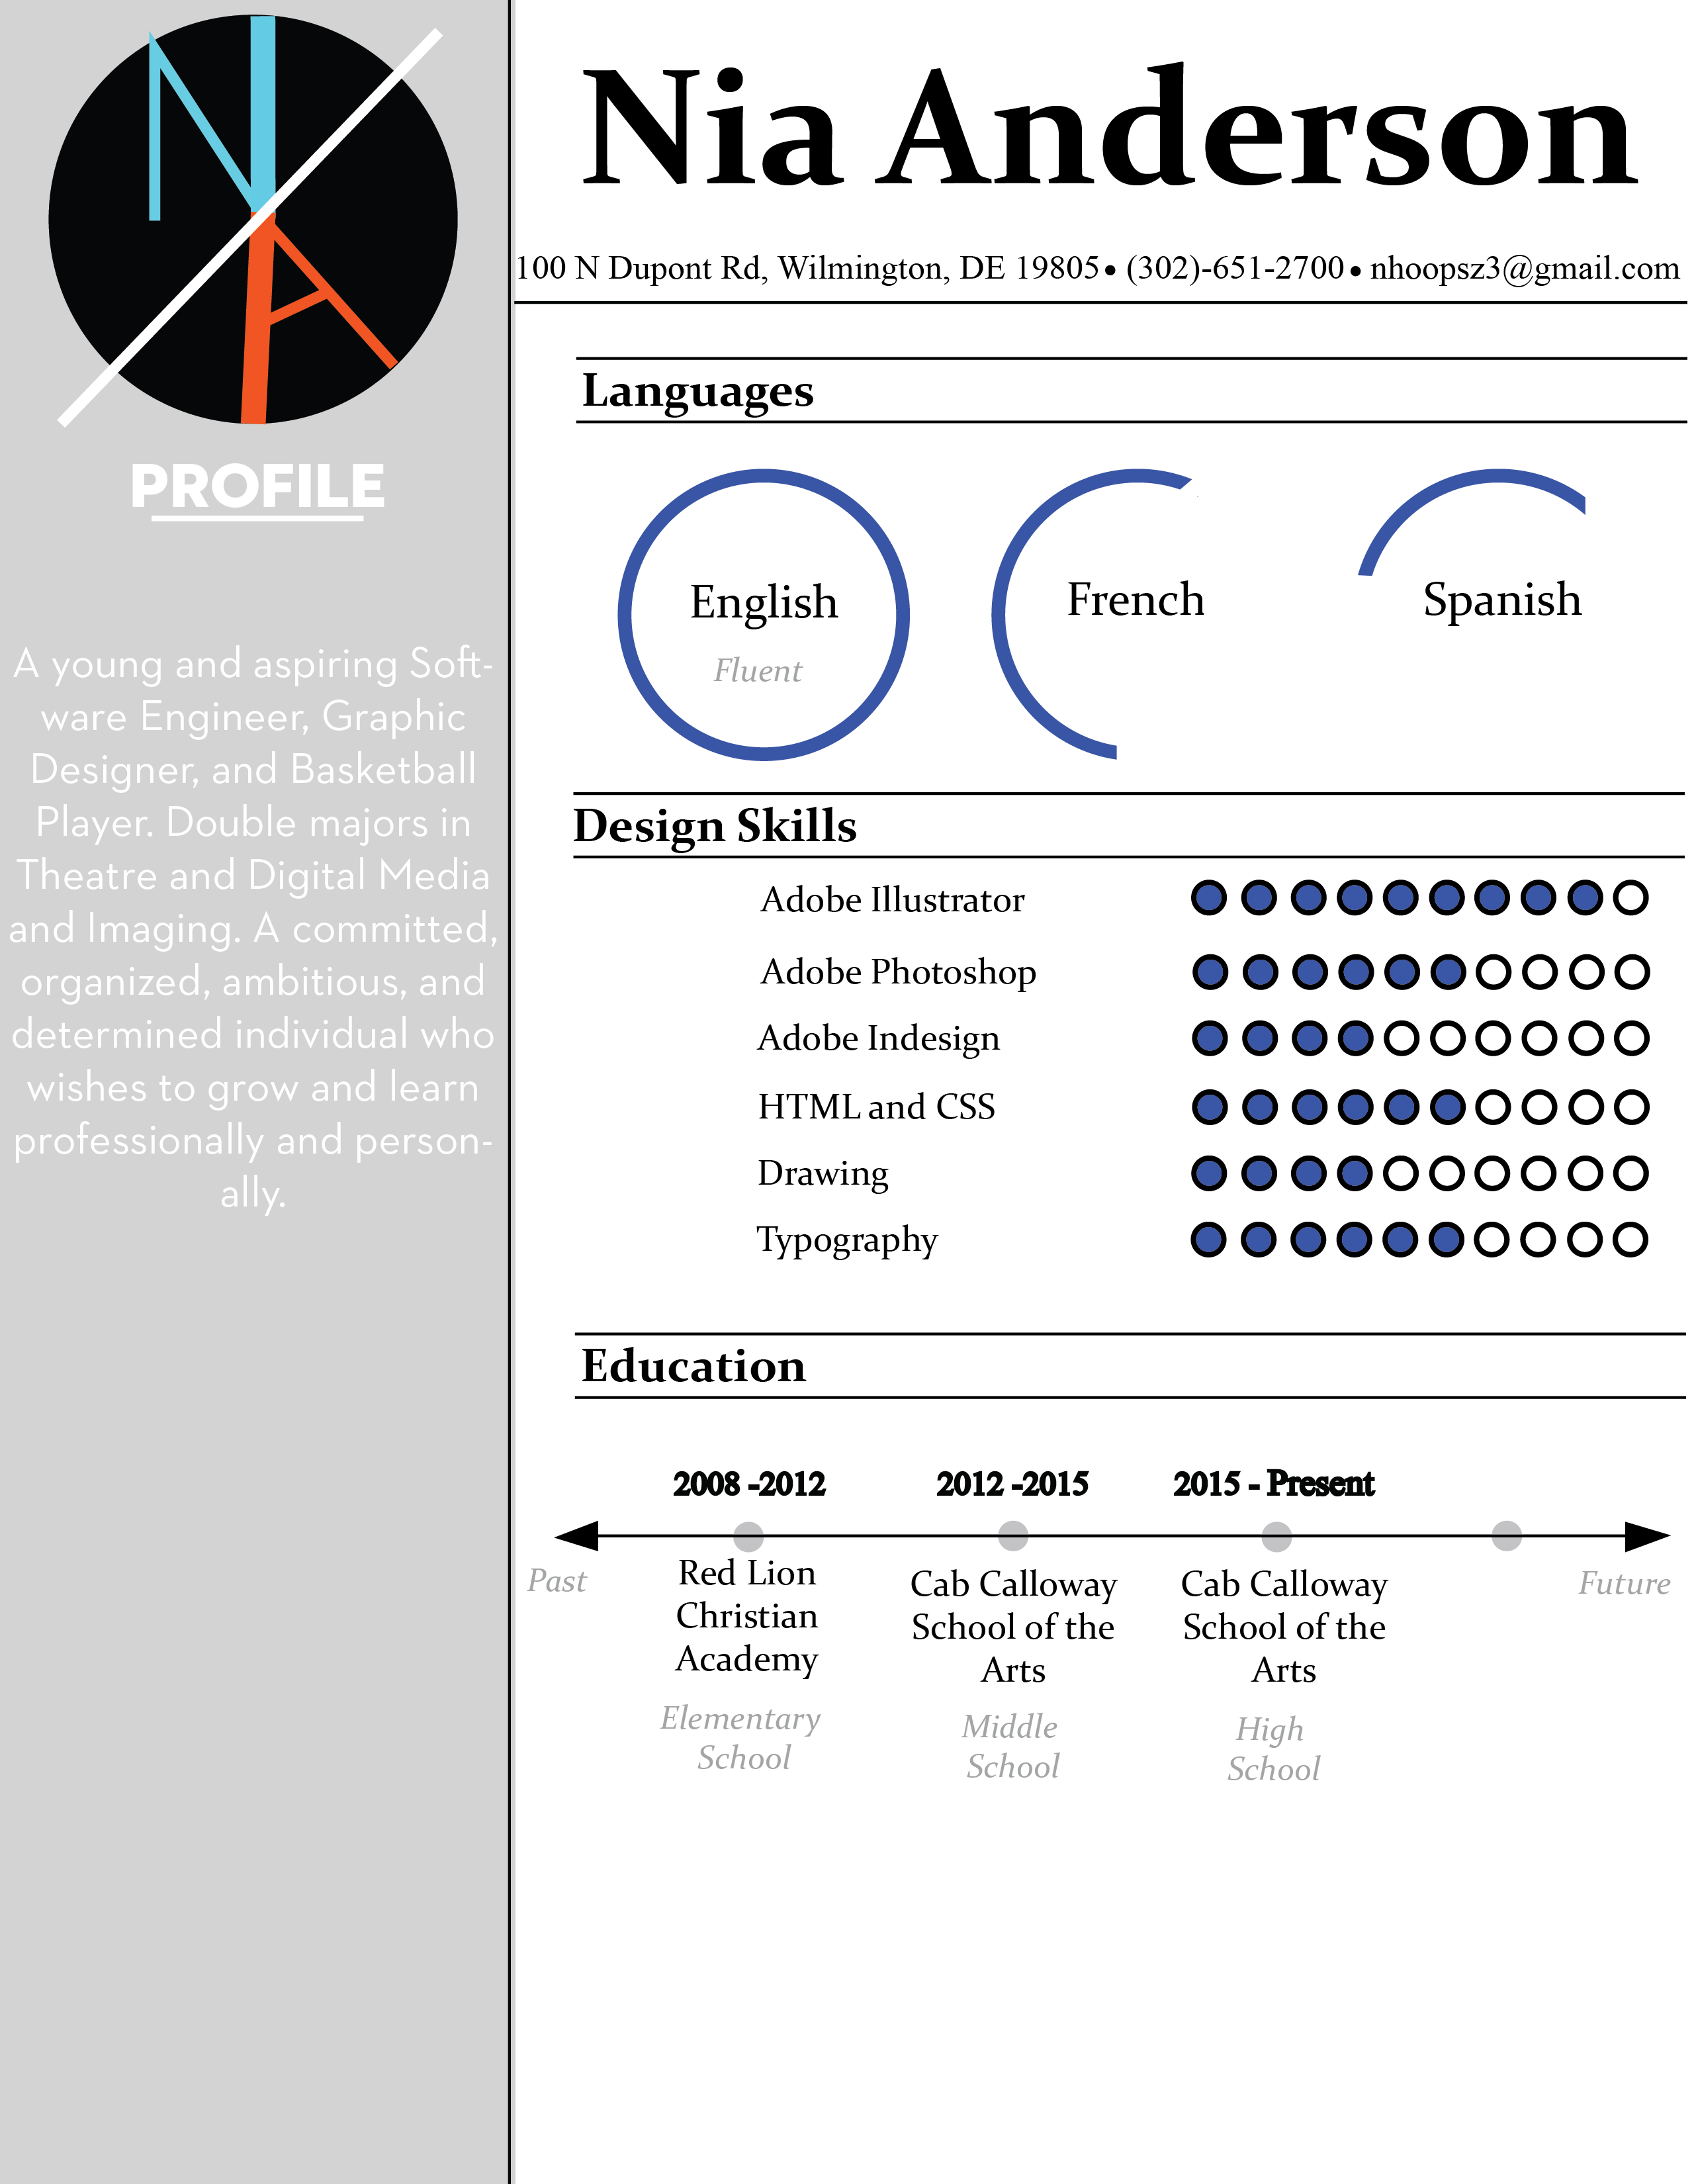 NA
PROFILE
A young and aspiring Soft-
ware Engineer, Graphic
Designer, and Basketball
Player. Double majors in
Theatre and Digital Media
and Imaging. A committed,
organized, ambitious, and
determined individual who
wishes to grow and learn
professionally and person-
ally.
Nia Anderson
100 N Dupont Rd, Wilmington, DE 19805 • (302)-651-2700 • nhoopsz3@gmail.com
Languages
English
Fluent
French
Spanish
Design Skills
Adobe Illustrator
Adobe Photoshop
Adobe Indesign
HTML and CSS
Drawing
Typography
Education
2008 -2012
2012 -2015
2015 - Present
Past
Future
Red Lion
Christian
Academy
Elementary
School
Cab Calloway
School of the
Arts
Middle
School
Cab Calloway
School of the
Arts
High
School